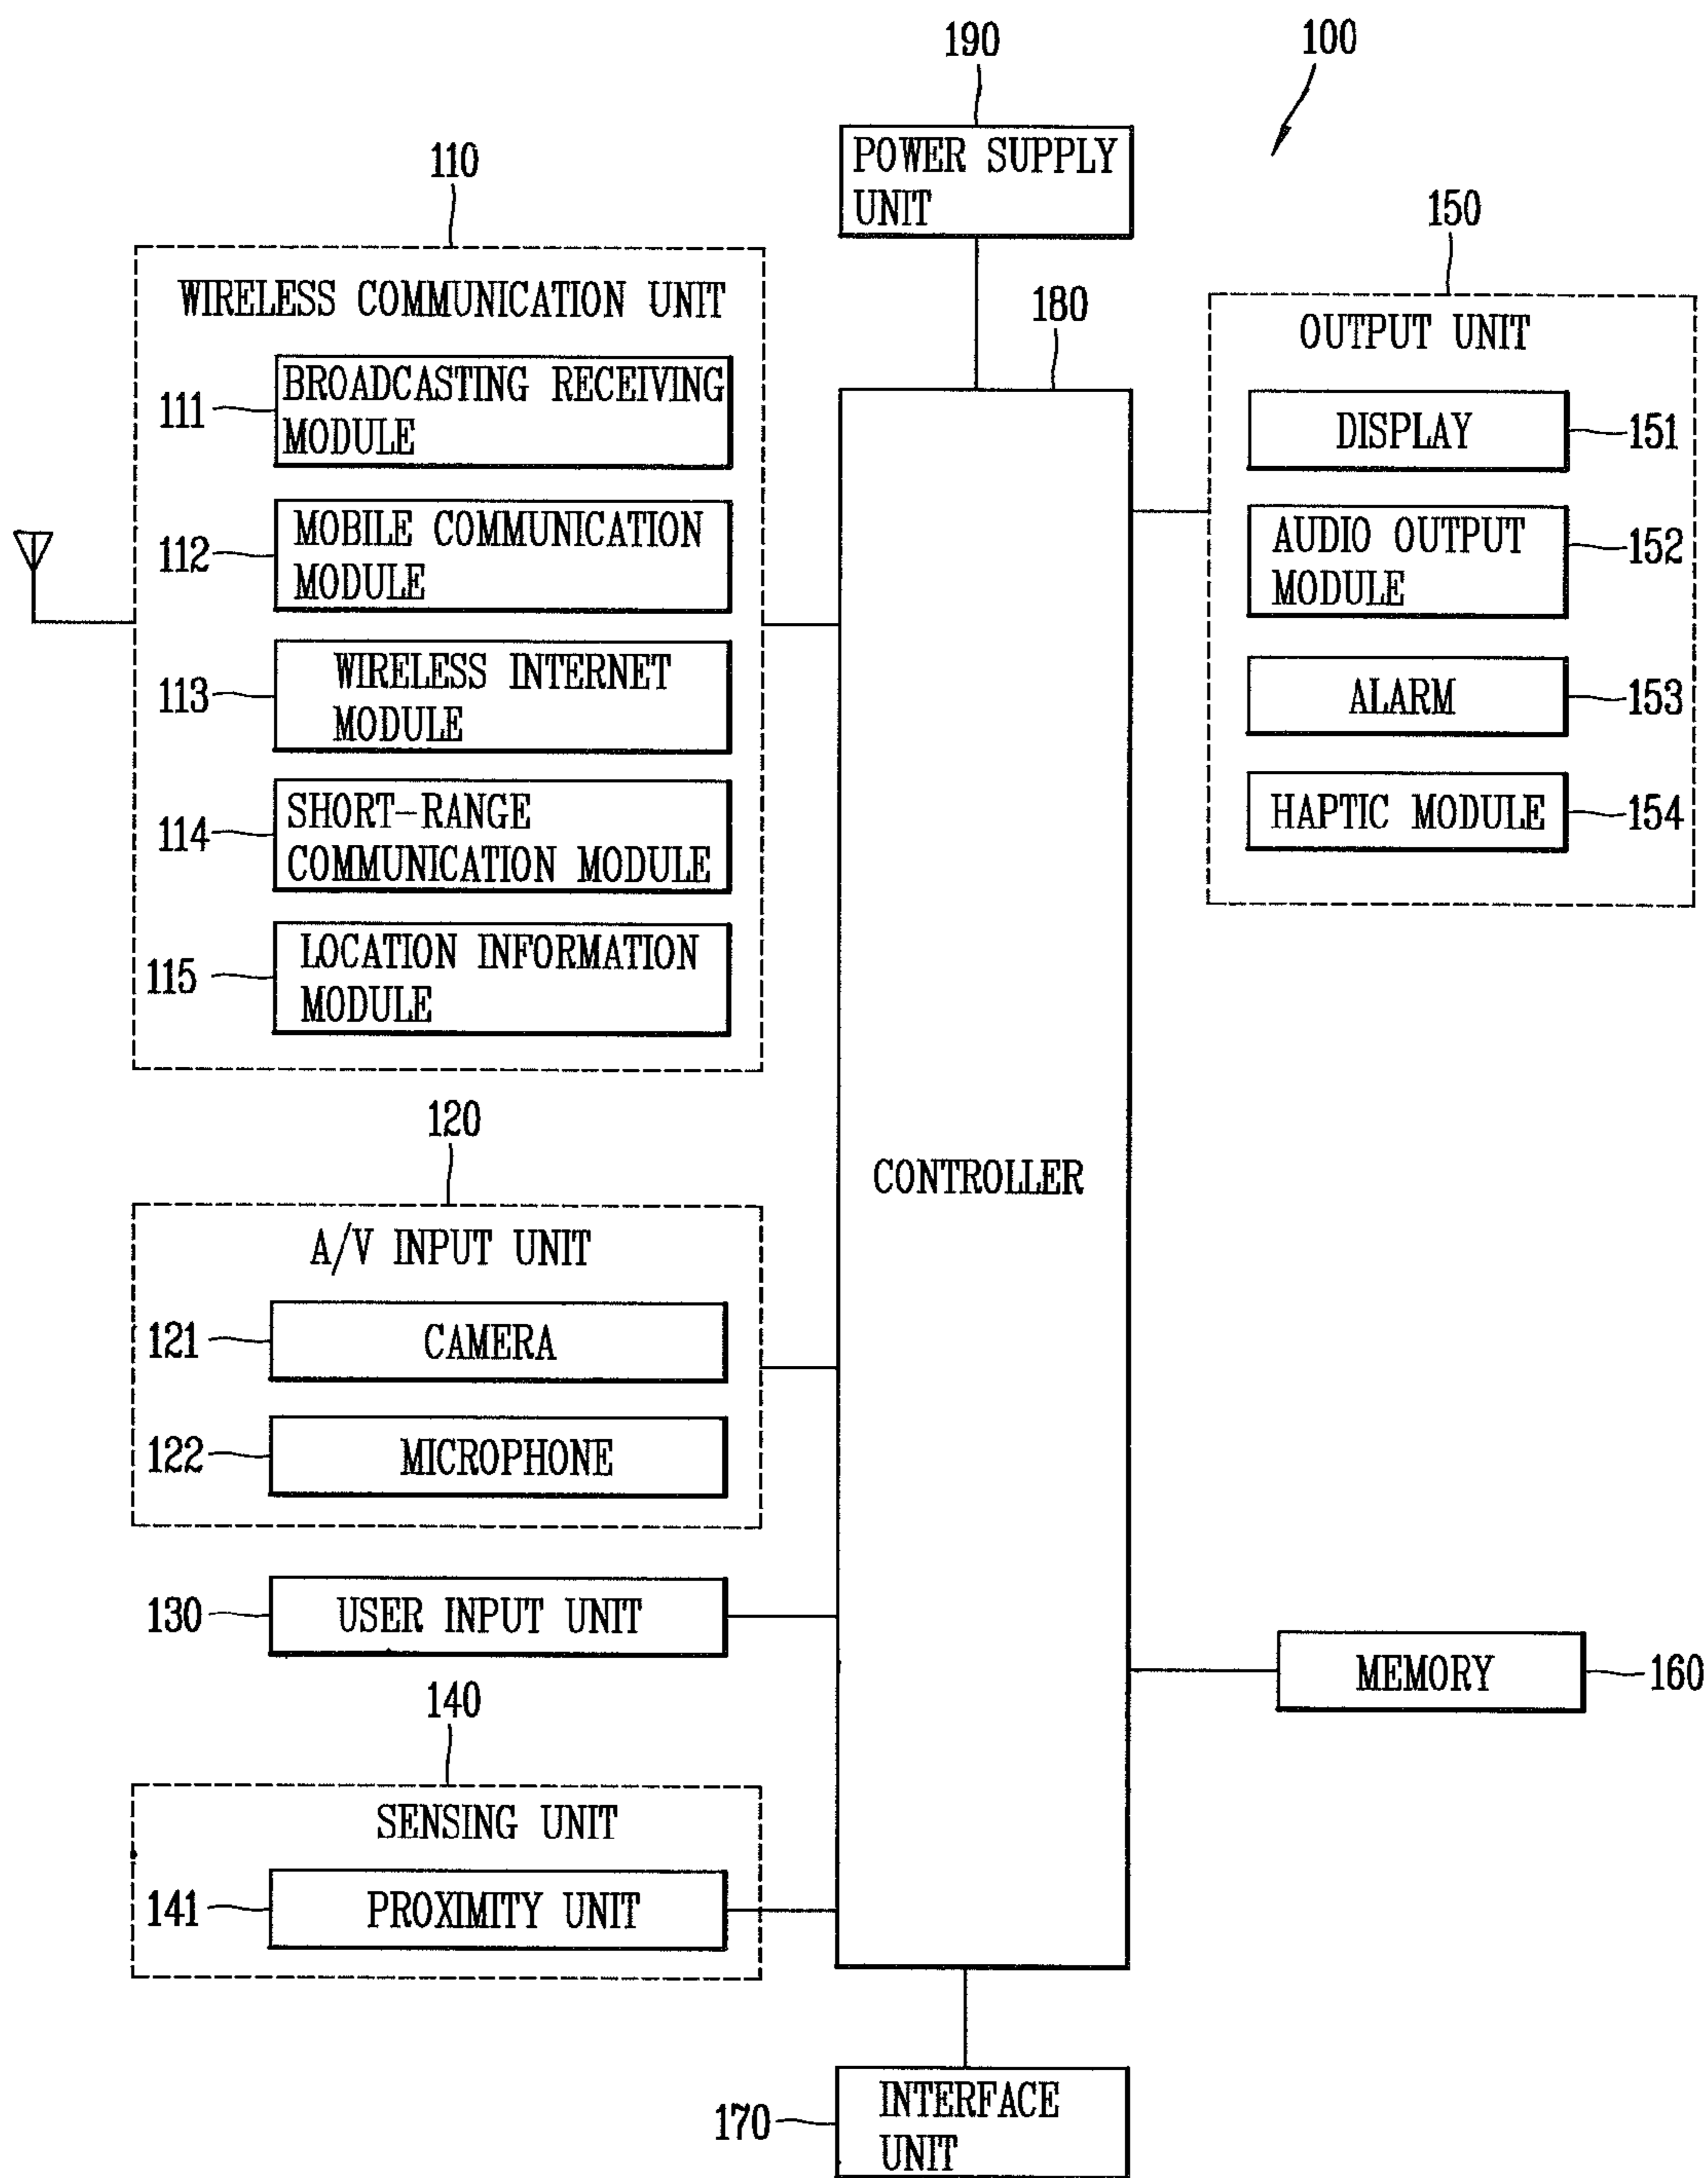 190
100
POWER SUPPLY
UNIT
110
150
WIRELESS COMMUNICATION UNIT
180
OUTPUT UNIT
111
BROADCASTING RECEIVING
MODULE
DISPLAY
151
112
MOBILE COMMUNICATION
MODULE
AUDIO OUTPUT
MODULE
152
113
WIRELESS INTERNET
MODULE
ALARM
153
114
SHORT-RANGE
COMMUNICATION MODULE
HAPTIC MODULE
154
115
LOCATION INFORMATION
MODULE
120
CONTROLLER
A/V INPUT UNIT
121
CAMERA
122
MICROPHONE
130
USER INPUT UNIT
MEMORY
160
140
SENSING UNIT
141
PROXIMITY UNIT
170
INTERFACE
UNIT